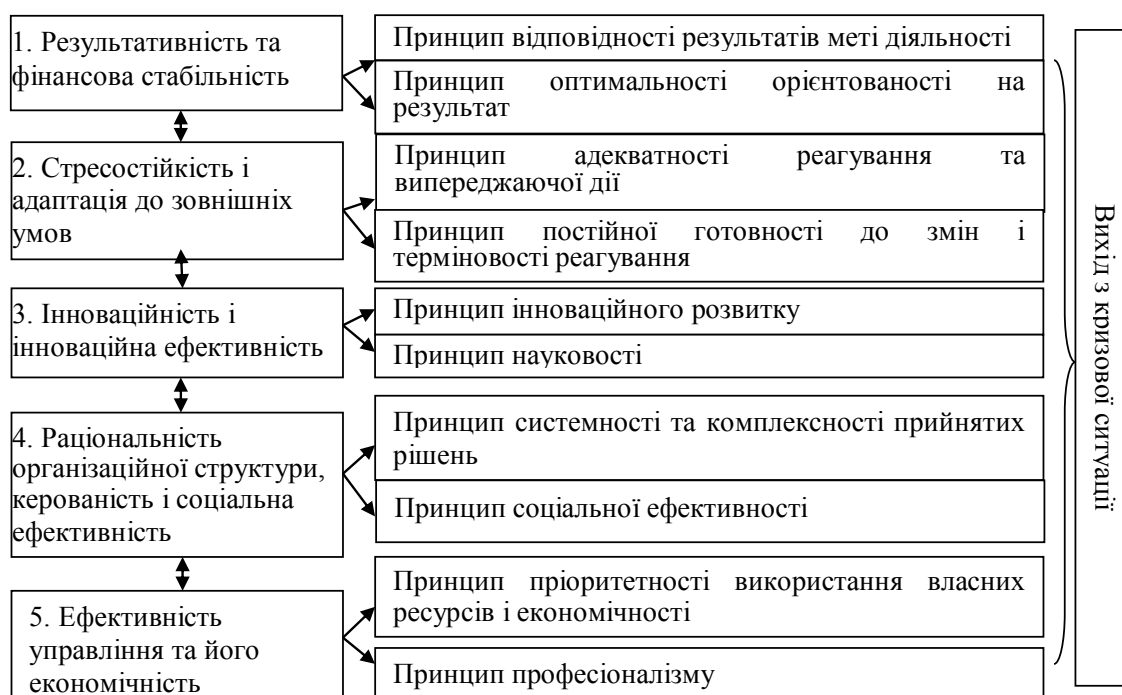 1. Результативність та
фінансова стабільність
Принцип відповідності результатів меті діяльності
Принцип оптимальності орієнтованості на
результат
2. Стресостійкість і
адаптація до зовнішніх
умов
Принцип адекватності реагування та
випереджаючої дії
Принцип постійної готовності до змін і
терміновості реагування
3. Інноваційність і
інноваційна ефективність
Принцип інноваційного розвитку
Принцип науковості
4. Раціональність
організаційної структури,
керованість і соціальна
ефективність
Принцип системності та комплексності прийнятих
рішень
Принцип соціальної ефективності
5. Ефективність
управління та його
економічність
Принцип пріоритетності використання власних
ресурсів і економічності
Принцип професіоналізму
Вихід з кризової ситуації